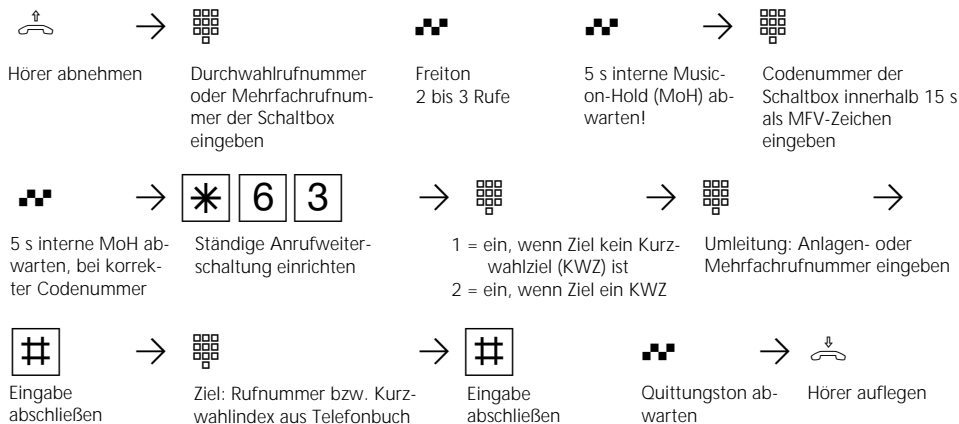 Hörer abnehmen
Durchwahlrufnummer
oder Mehrfachrufnum-
mer der Schaltbox
eingeben
Freiton
2 bis 3 Rufe
5 s interne Music-
on-Hold (MoH) ab-
warten!
Codenummer der
Schaltbox innerhalb 15 s
als MFV-Zeichen
eingeben
* 6 3
5 s interne MoH ab-
warten, bei korrek-
ter Codenummer
Ständige Anrufweiter-
schaltung einrichten
1 = ein, wenn Ziel kein Kurz-
wahlziel (KWZ) ist
2 = ein, wenn Ziel ein KWZ
Umleitung: Anlagen- oder
Mehrfachrufnummer eingeben
#
Eingabe
abschließen
Ziel: Rufnummer bzw. Kurz-
wahlindex aus Telefonbuch
#
Eingabe
abschließen
Quittungston ab-
warten
Hörer auflegen